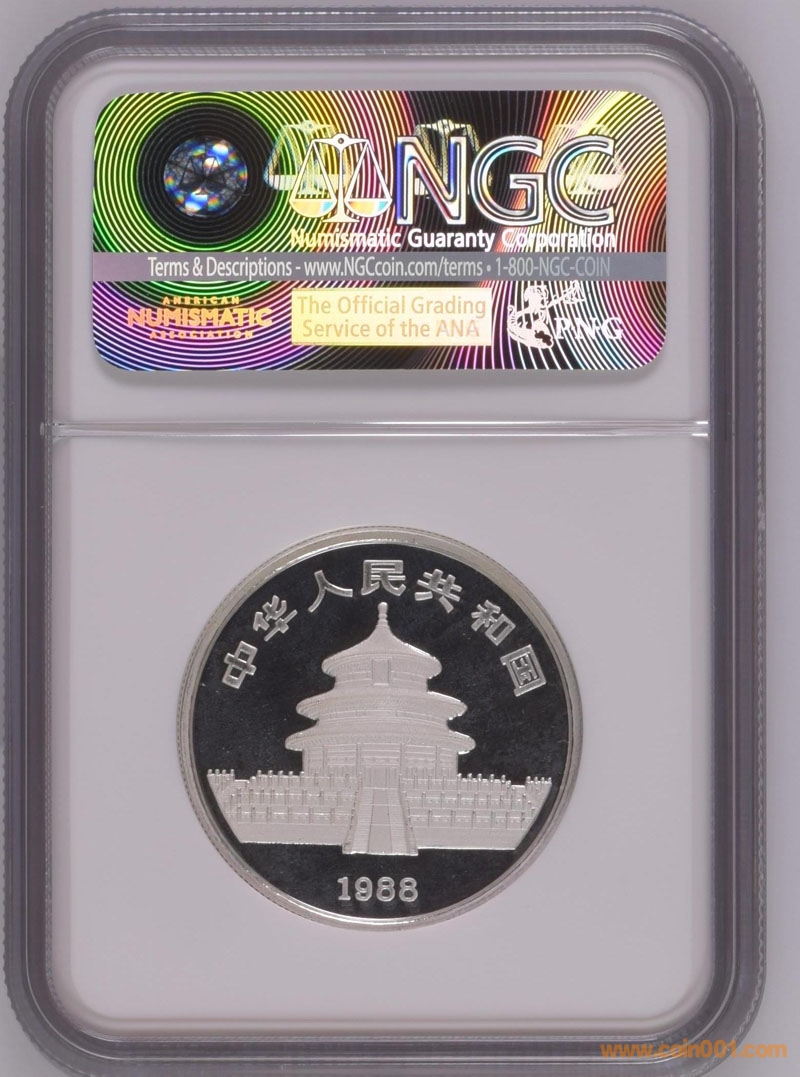 NGC
Numismatic Guaranty Corporation
Terms & Descriptions - www.NGCcoin.com/terms • 1-800-NGC-COIN
AMERICAN
NUMISMATIC
ASSOCIATION
The Official Grading
Service of the ANA
PNG
中华人民共和国
1988
www.coin001.com